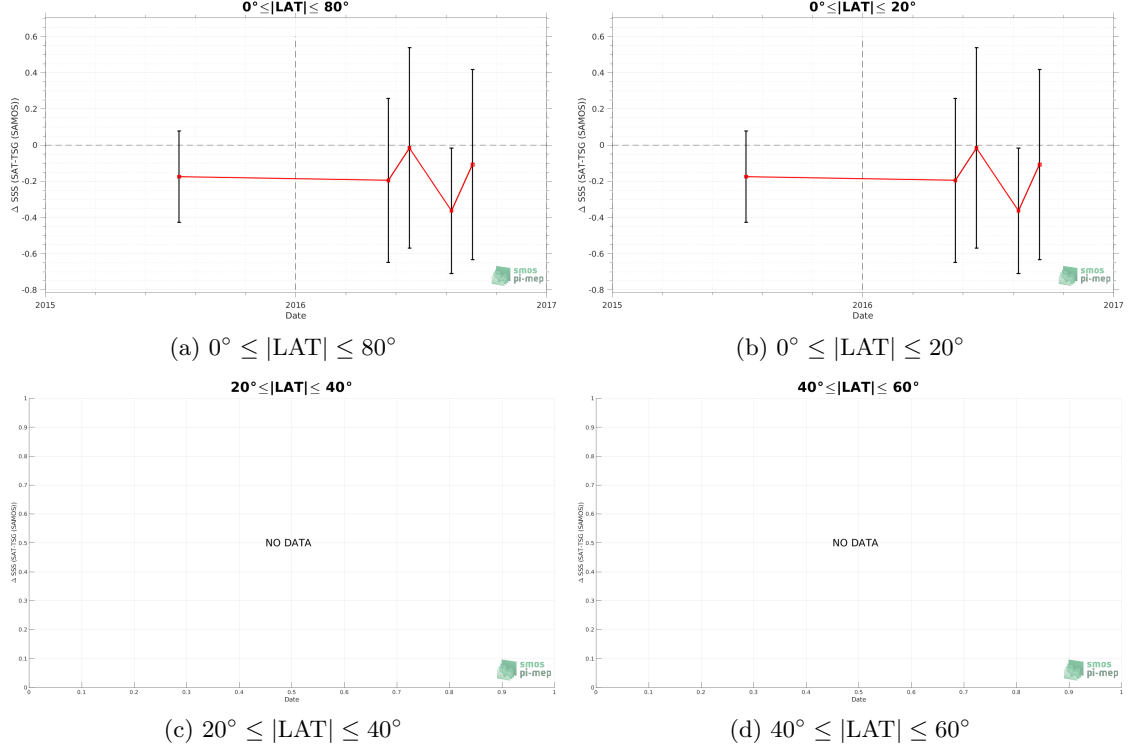 0°≤|LAT|≤ 80°
Δ SSS (SAT-TSG (SAMOS))
0.6
0.4
0.2
0
-0.2
-0.4
-0.6
-0.8
2015
2016
2017
Date
smos
pi-mep
(a) 0° ≤ |LAT| ≤ 80°
0°≤|LAT|≤ 20°
Δ SSS (SAT-TSG (SAMOS))
0.6
0.4
0.2
0
-0.2
-0.4
-0.6
-0.8
2015
2016
2017
Date
smos
pi-mep
(b) 0° ≤ |LAT| ≤ 20°
20°≤|LAT|≤ 40°
Δ SSS (SAT-TSG (SAMOS))
1
0.9
0.8
0.7
0.6
0.5
0.4
0.3
0.2
0.1
0
NO DATA
0 0.1 0.2 0.3 0.4 0.5 0.6 0.7 0.8 0.9 1
Date
smos
pi-mep
(c) 20° ≤ |LAT| ≤ 40°
40°≤|LAT|≤ 60°
Δ SSS (SAT-TSG (SAMOS))
1
0.9
0.8
0.7
0.6
0.5
0.4
0.3
0.2
0.1
0
NO DATA
0 0.1 0.2 0.3 0.4 0.5 0.6 0.7 0.8 0.9 1
Date
smos
pi-mep
(d) 40° ≤ |LAT| ≤ 60°